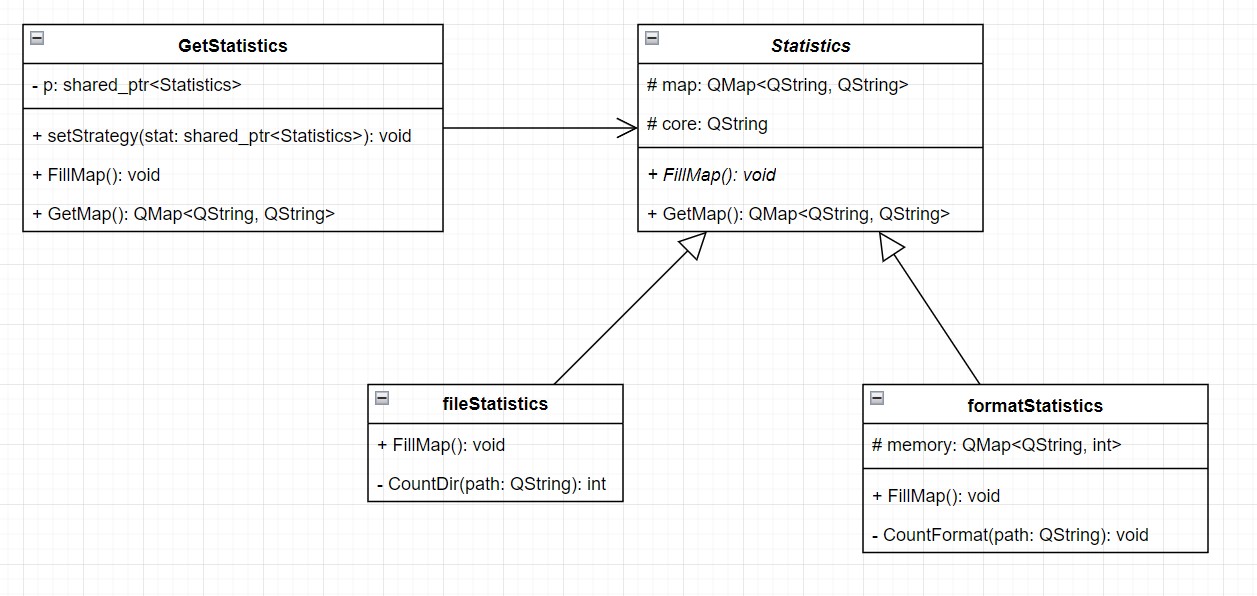 GetStatistics
- p: shared_ptr<Statistics>
+ setStrategy(stat: shared_ptr<Statistics>): void
+ FillMap(): void
+ GetMap(): QMap<QString, QString>
Statistics
# map: QMap<QString, QString>
# core: QString
+ FillMap(): void
+ GetMap(): QMap<QString, QString>
fileStatistics
+ FillMap(): void
- CountDir(path: QString): int
formatStatistics
# memory: QMap<QString, int>
+ FillMap(): void
- CountFormat(path: QString): void